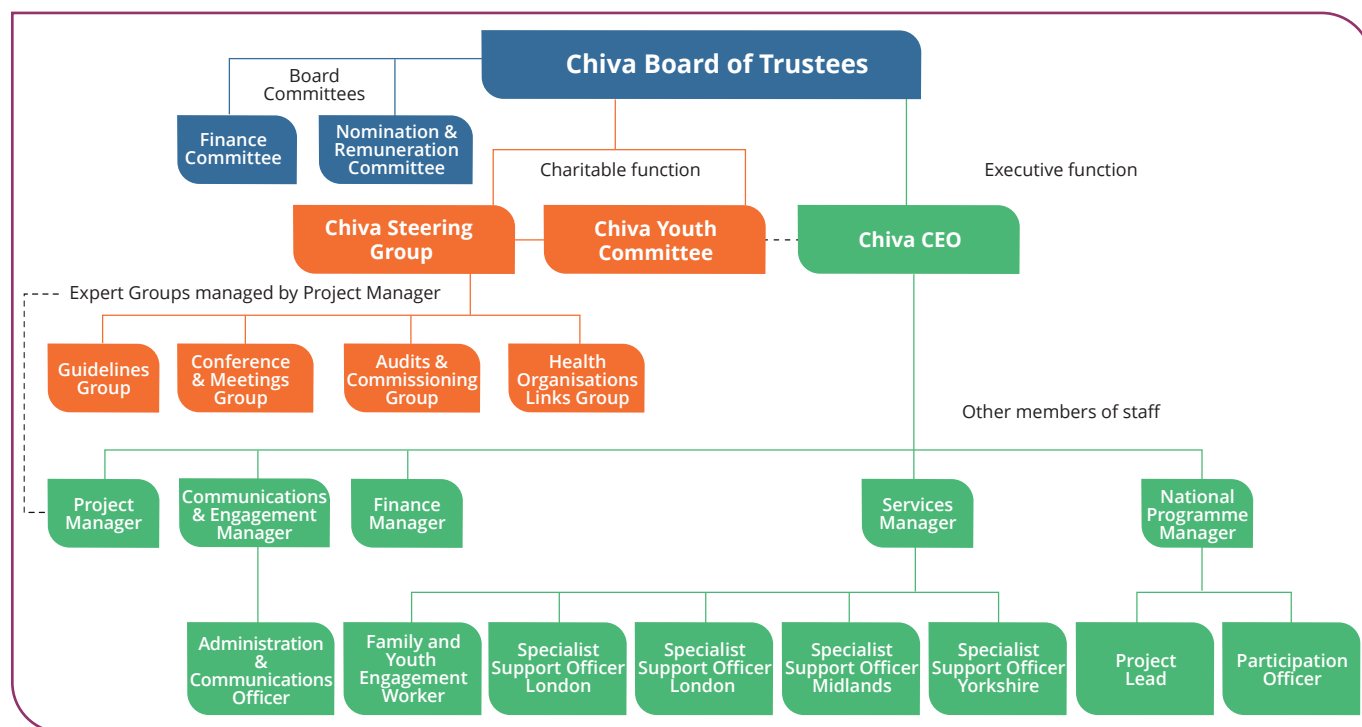 Chiva Board of Trustees
Board
Committees
Finance
Committee
Nomination &
Remuneration
Committee
Charitable function
Executive function
Chiva Steering
Group
Chiva Youth
Committee
Chiva CEO
Expert Groups managed by Project Manager
Guidelines
Group
Conference
& Meetings
Group
Audits &
Commissioning
Group
Health
Organisations
Links Group
Other members of staff
Project
Manager
Communications
& Engagement
Manager
Finance
Manager
Services
Manager
National
Programme
Manager
Administration
&
Communications
Officer
Family and
Youth
Engagement
Worker
Specialist
Support Officer
London
Specialist
Support Officer
London
Specialist
Support Officer
Midlands
Specialist
Support Officer
Yorkshire
Project
Lead
Participation
Officer